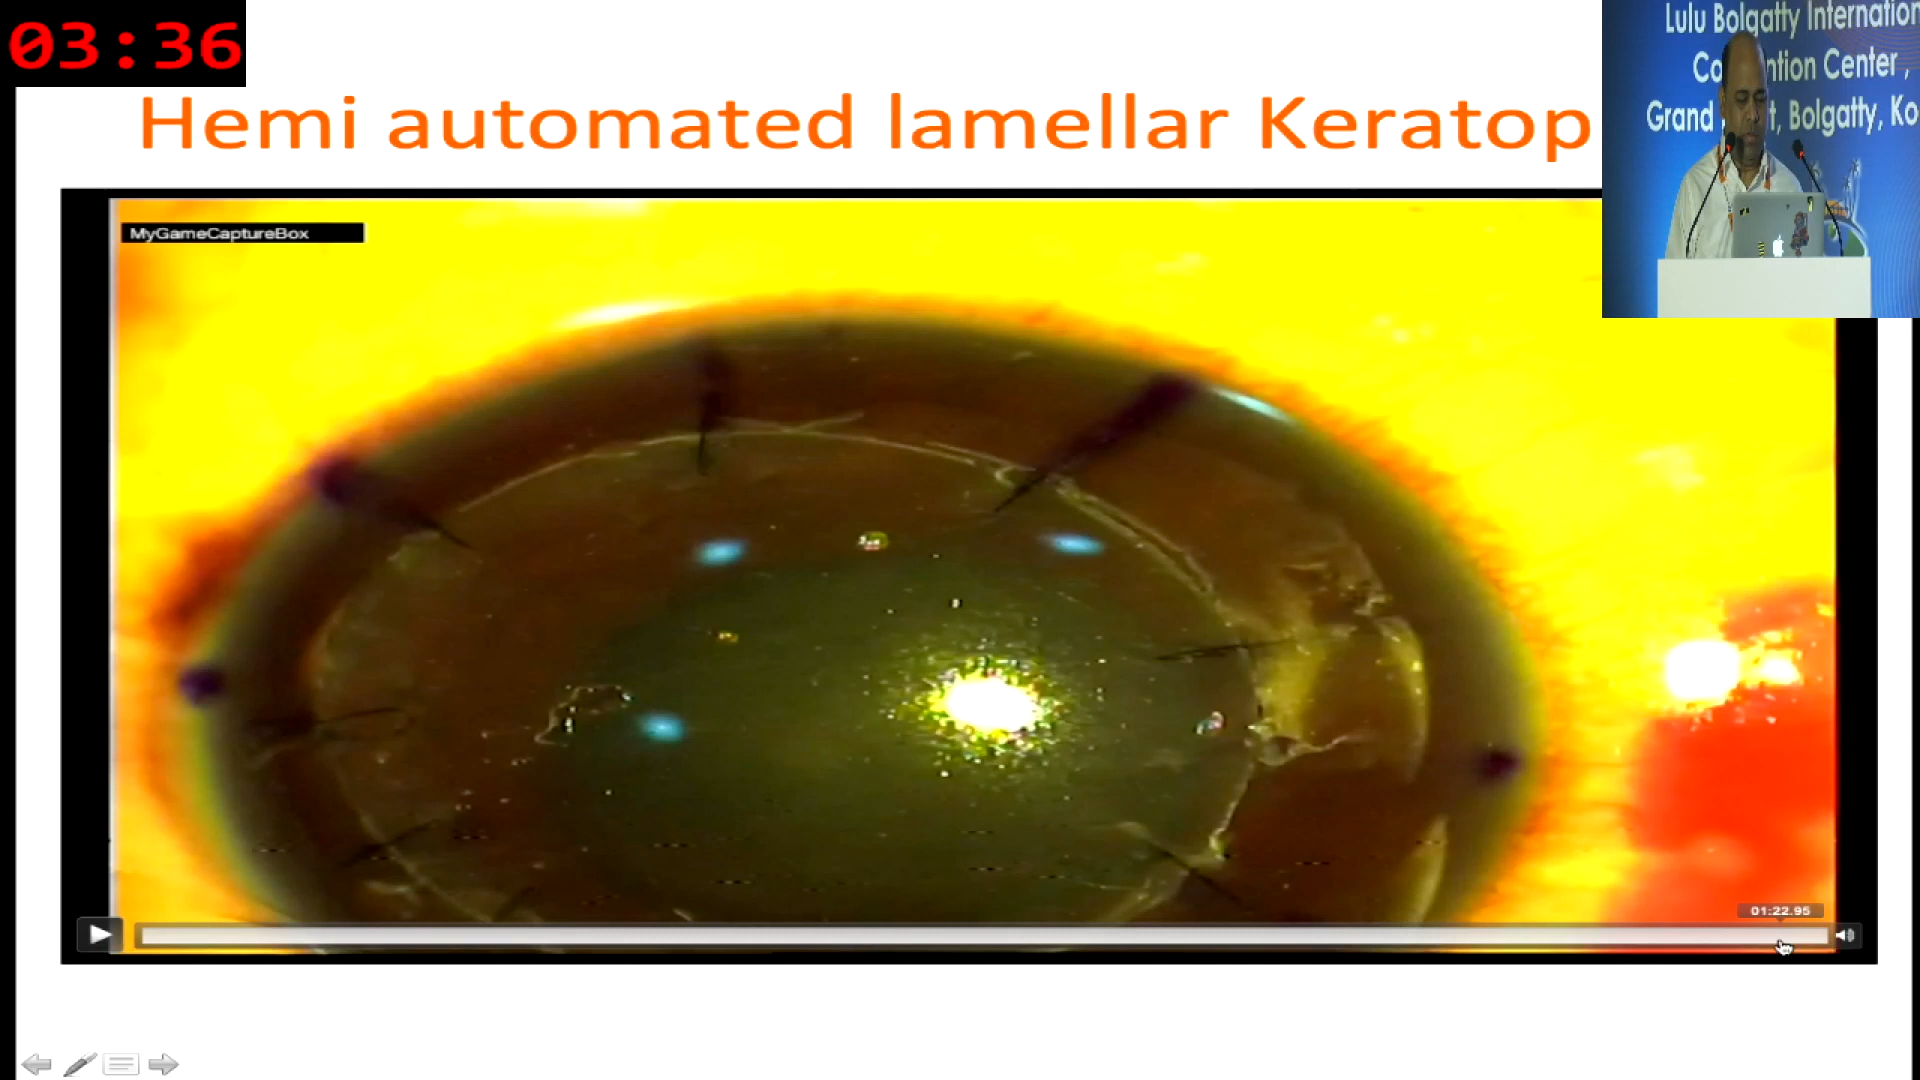 03:36
Lulu Bolgatty Internation
Co ntion Center ,
Grand t, Bolgatty, Ko
Hemi automated lamellar Keratop
MyGameCaptureBox
01:22.95